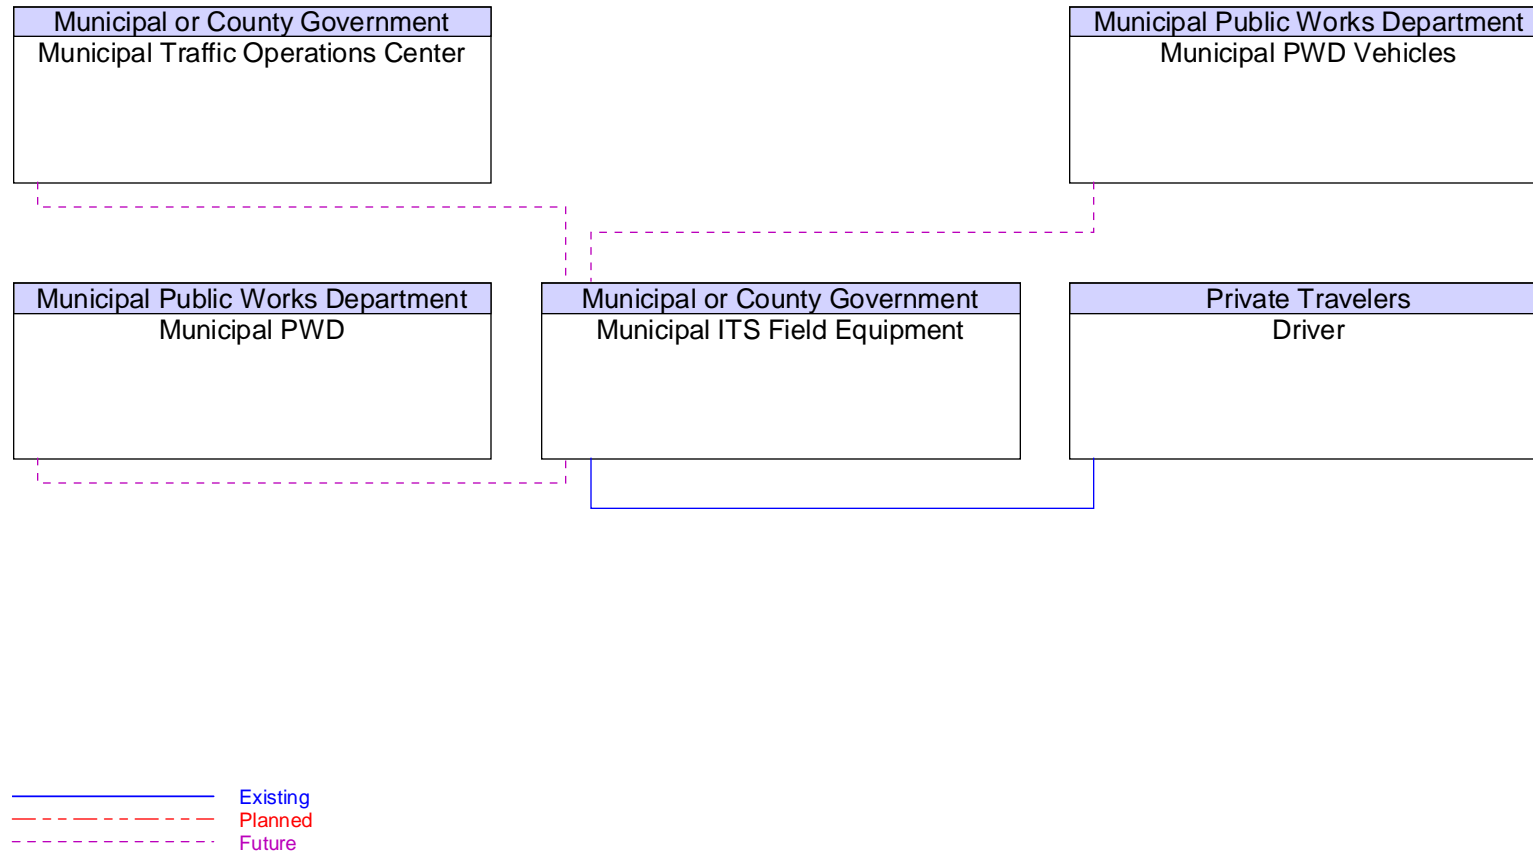 Municipal or County Government
Municipal Traffic Operations Center
Municipal Public Works Department
Municipal PWD Vehicles
Municipal Public Works Department
Municipal PWD
Municipal or County Government
Municipal ITS Field Equipment
Private Travelers
Driver
Existing
Planned
Future